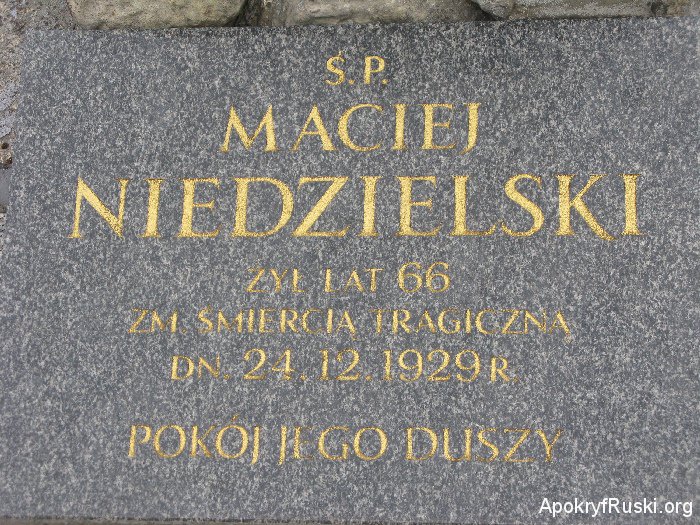 Ś.P.
MACIEJ
NIEDZIELSKI
ŻYŁ LAT 66
ZM. ŚMIERCIĄ TRAGICZNĄ
DN. 24.12.1929 R.
POKÓJ JEGO DUSZY
ApokryfRuski.org